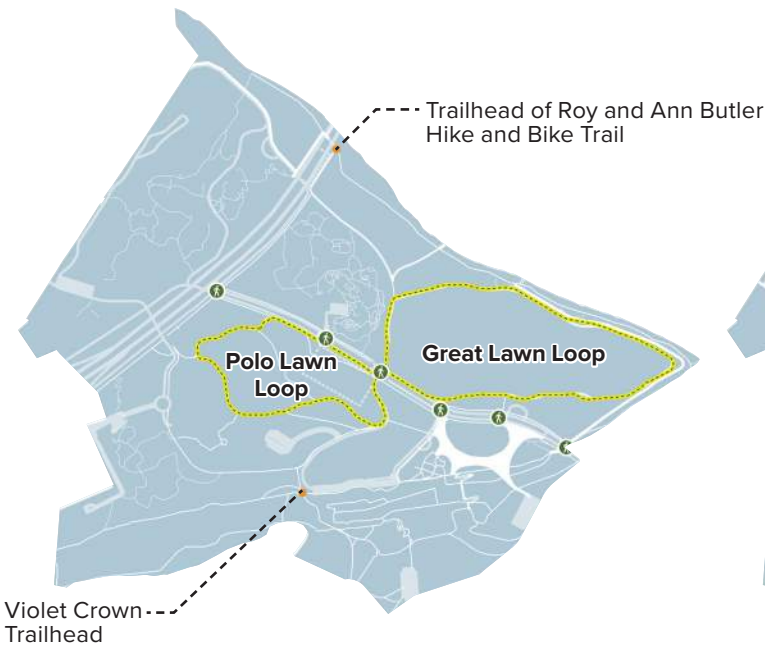 Trailhead of Roy and Ann Butler
Hike and Bike Trail
Great Lawn Loop
Polo Lawn
Loop
Violet Crown
Trailhead